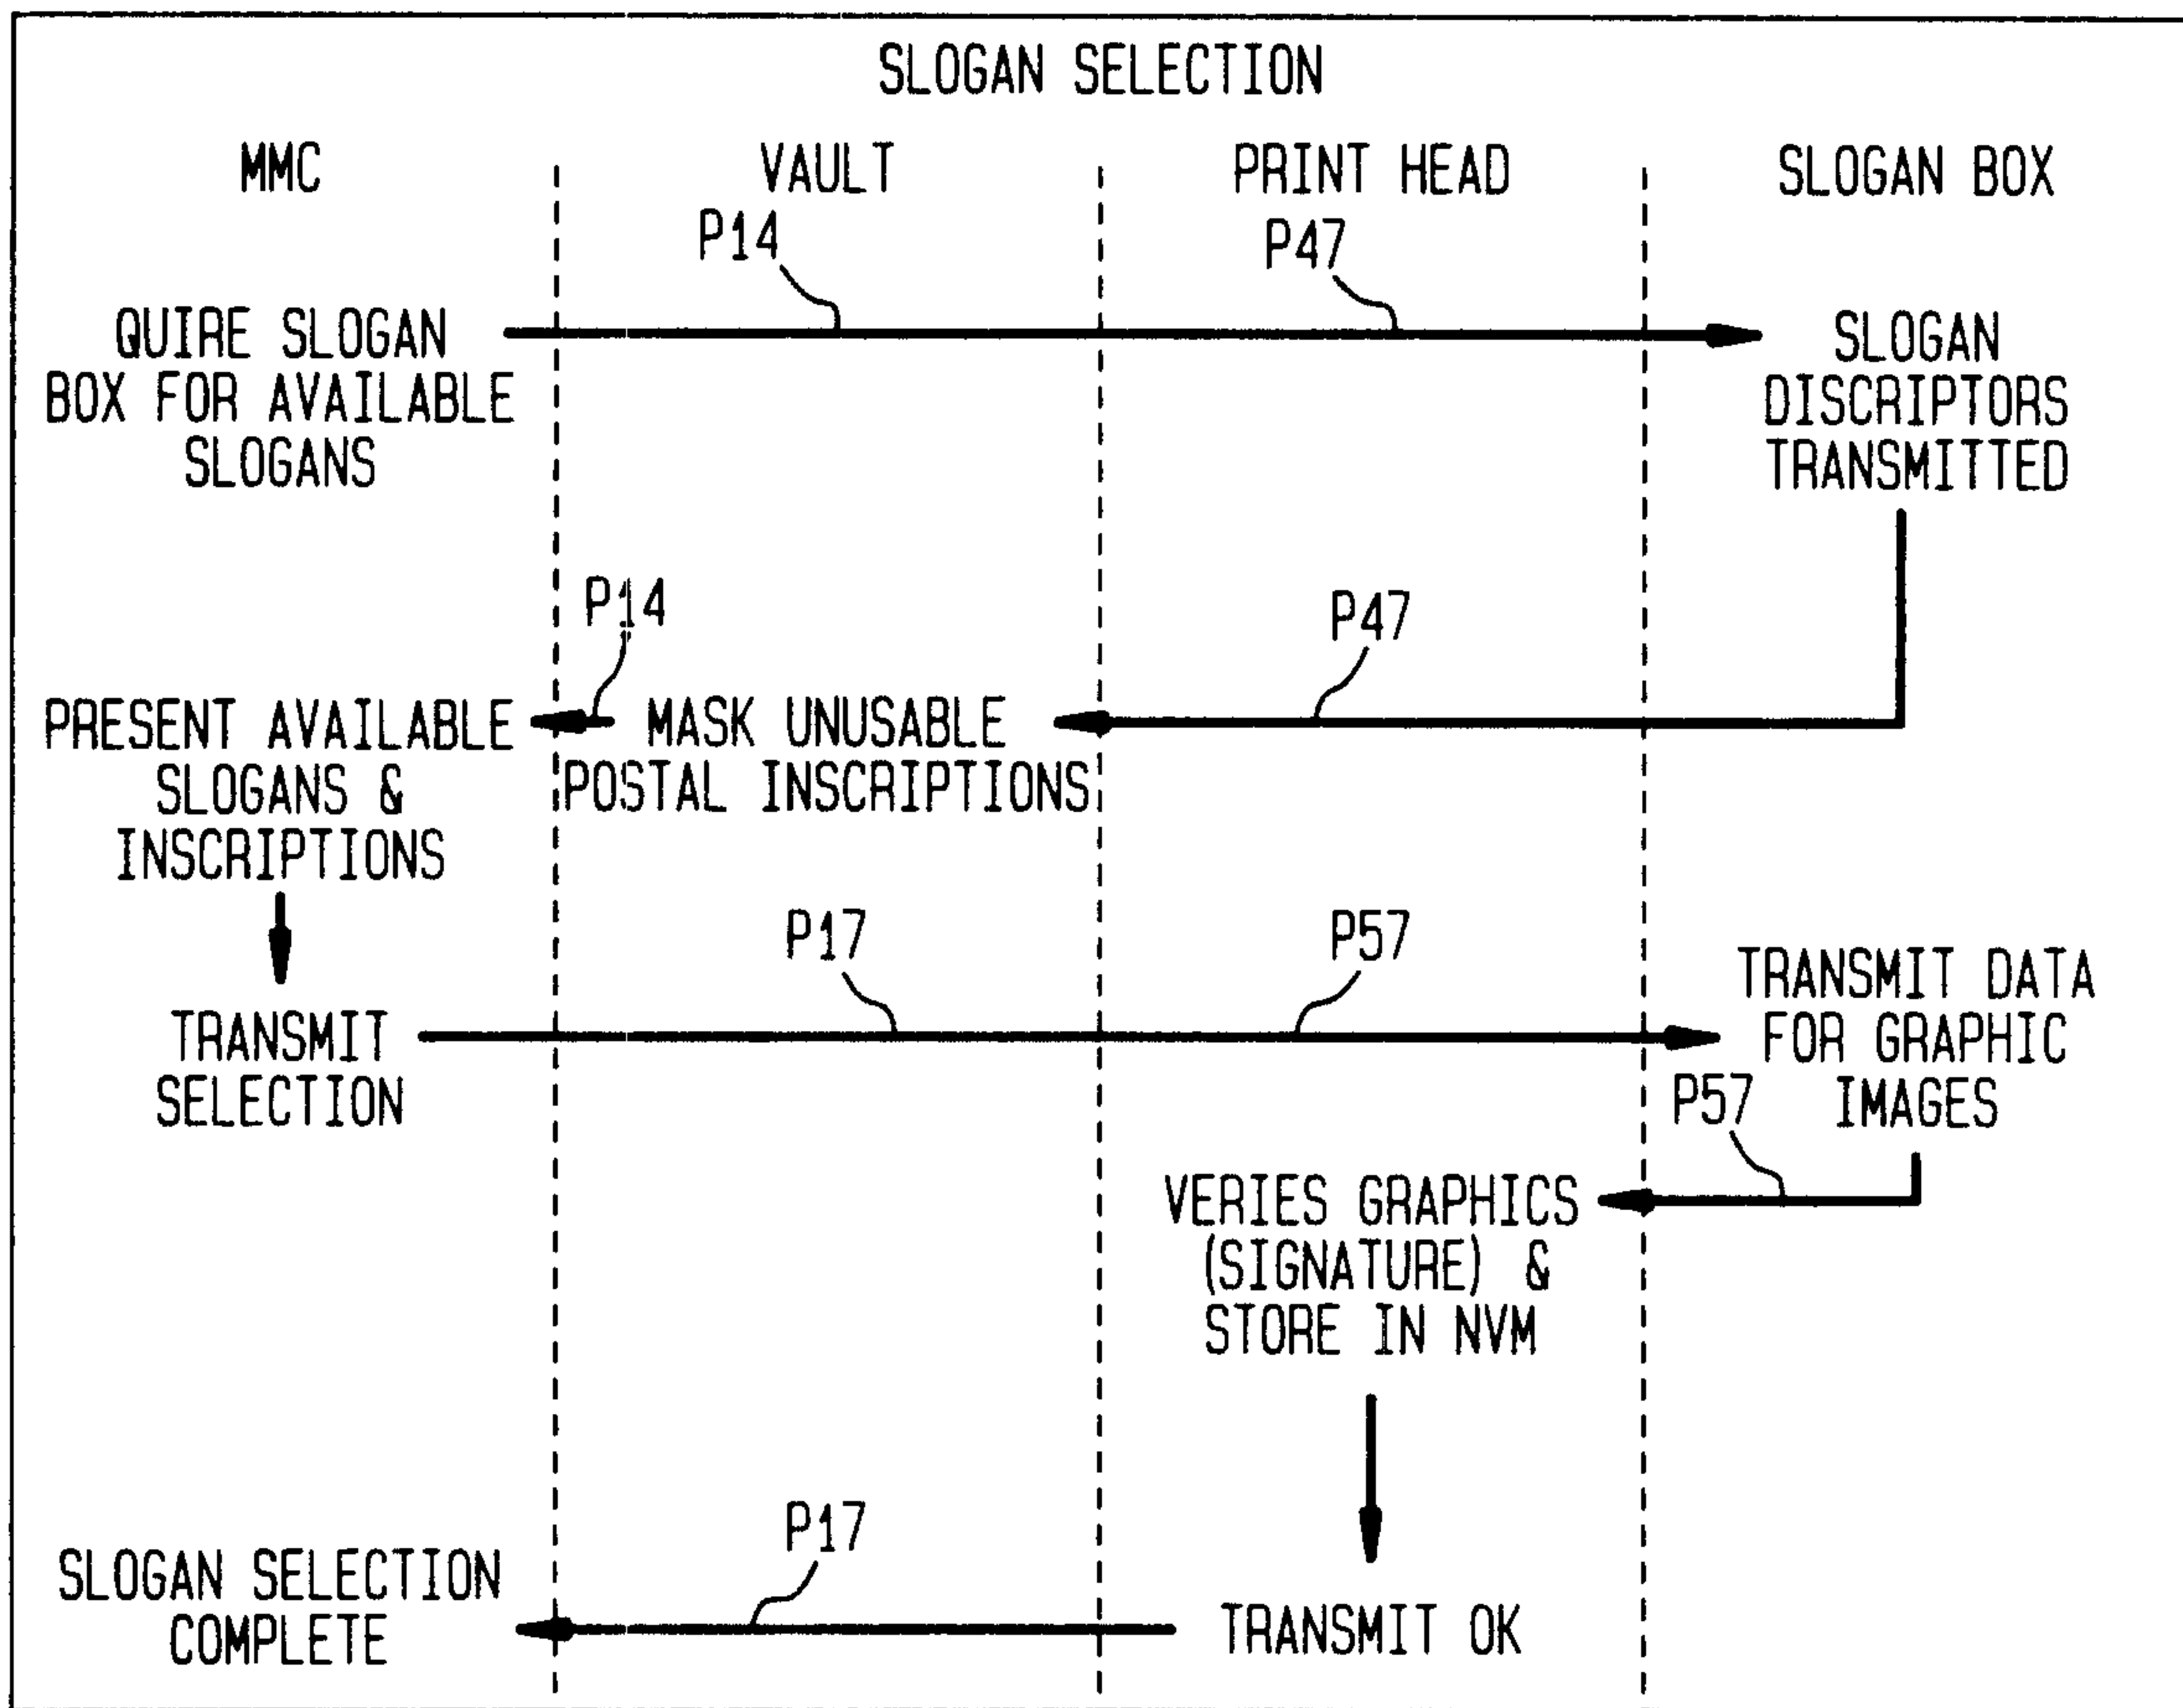 SLOGAN SELECTION
MMC
VAULT
PRINT HEAD
SLOGAN BOX
P14
P47
QUIRE SLOGAN
BOX FOR AVAILABLE
SLOGANS
SLOGAN
DISCRIPTORS
TRANSMITTED
P14
P47
PRESENT AVAILABLE
SLOGANS &
INSCRIPTIONS
MASK UNUSABLE
POSTAL INSCRIPTIONS
P17
P57
TRANSMIT
SELECTION
TRANSMIT DATA
FOR GRAPHIC
IMAGES
P57
VERIES GRAPHICS
(SIGNATURE) &
STORE IN NVM
P17
SLOGAN SELECTION
COMPLETE
TRANSMIT OK